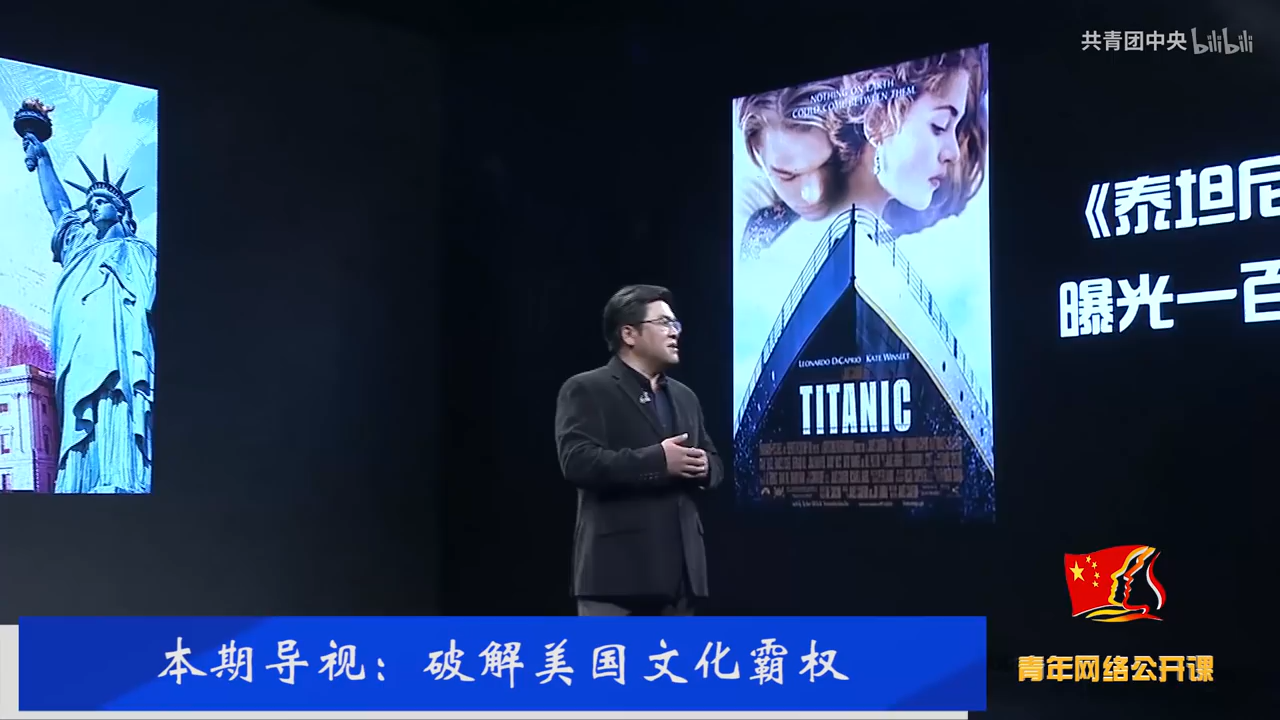 共青团中央 bilibili
NOTHING ON EARTH
COULD COME BETWEEN THEM.
《泰坦尼
曝光一百
LEONARDO DICAPRIO KATE WINSLET
TITANIC
本期导视：破解美国文化霸权
青年网络公开课